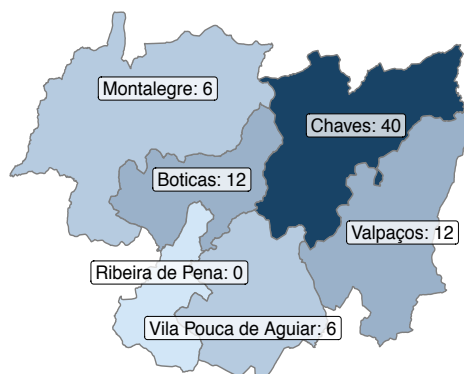 Montalegre: 6
Chaves: 40
Boticas: 12
Valpaços: 12
Ribeira de Pena: 0
Vila Pouca de Aguiar: 6